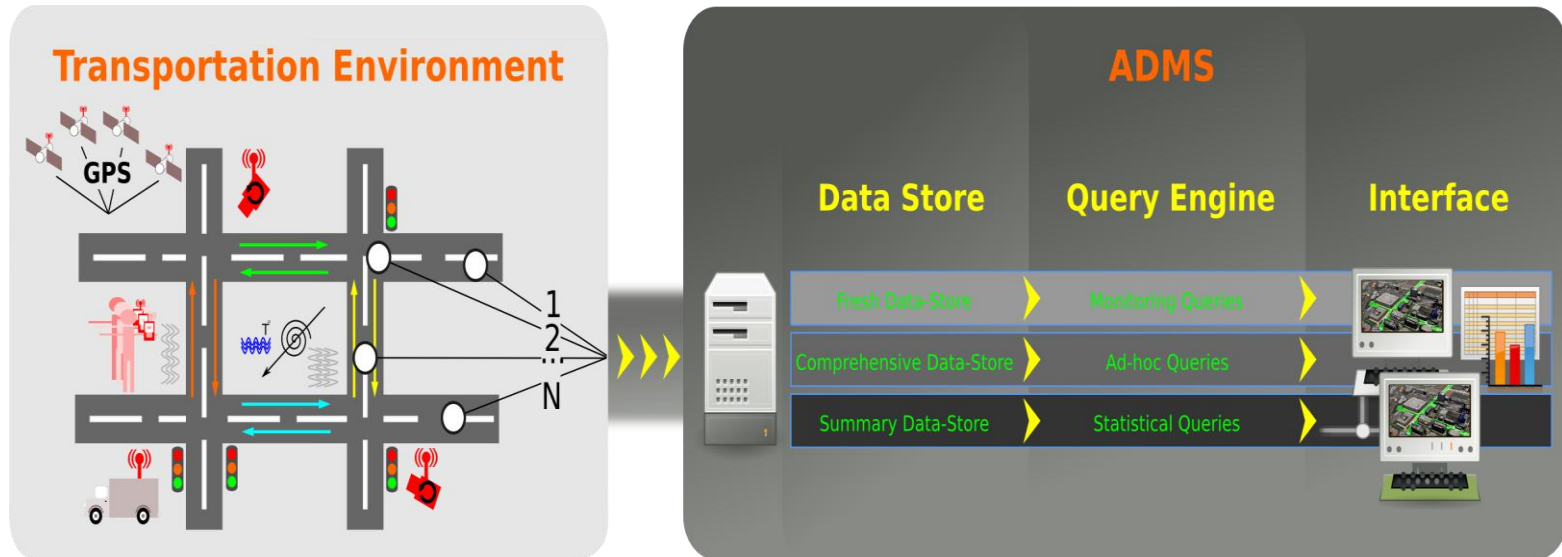 Transportation Environment
GPS
T
1
2
...
N
ADMS
Data Store
Query Engine
Interface
Fresh Data-Store
Monitoring Queries
Comprehensive Data-Store
Ad-hoc Queries
Summary Data-Store
Statistical Queries